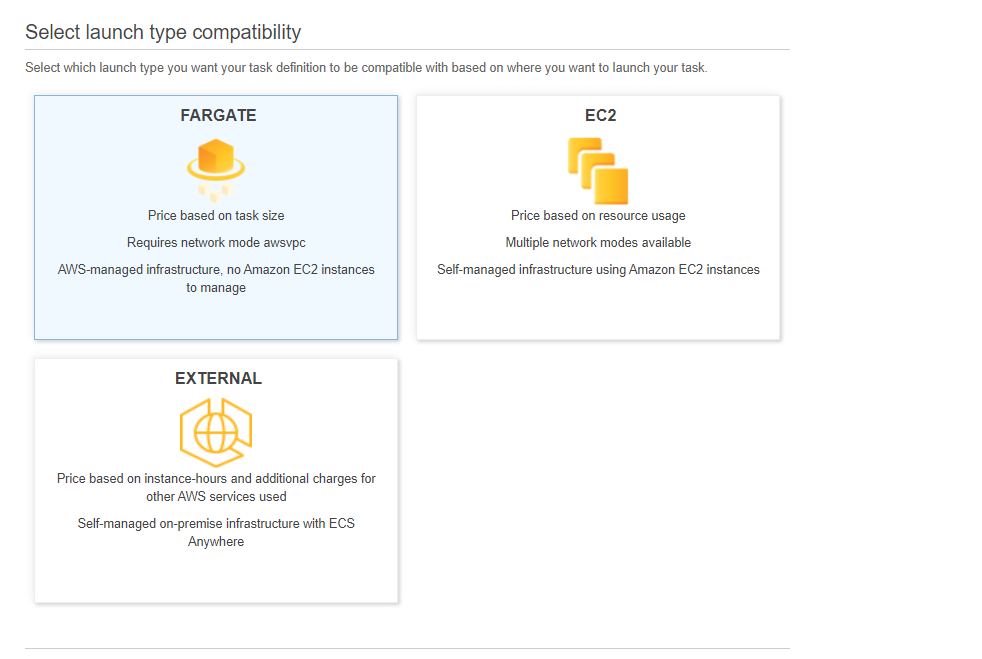 Select launch type compatibility
Select which launch type you want your task definition to be compatible with based on where you want to launch your task.
FARGATE
Price based on task size
Requires network mode awsvpc
AWS-managed infrastructure, no Amazon EC2 instances
to manage
EC2
Price based on resource usage
Multiple network modes available
Self-managed infrastructure using Amazon EC2 instances
EXTERNAL
Price based on instance-hours and additional charges for
other AWS services used
Self-managed on-premise infrastructure with ECS
Anywhere